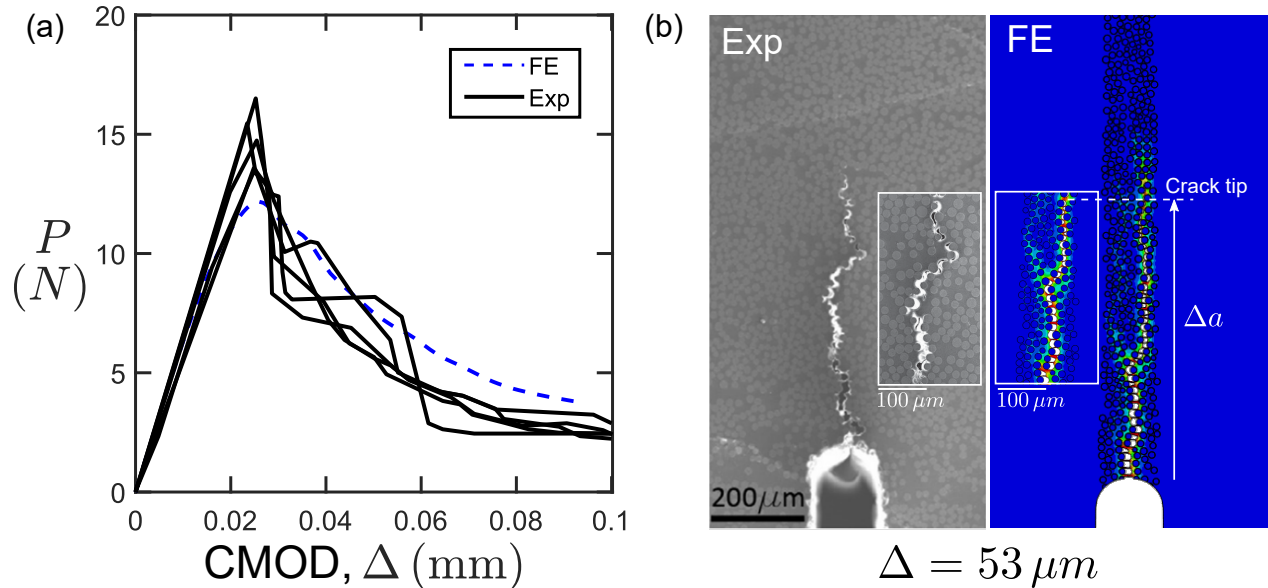 (a)
20
15
10
5
0
P
(N)
FE
Exp
0
0.02
0.04
0.06
0.08
0.1
CMOD, Δ (mm)
(b)
Exp
FE
100 μm
200μm
Crack tip
Δa
100 μm
Δ = 53 μm